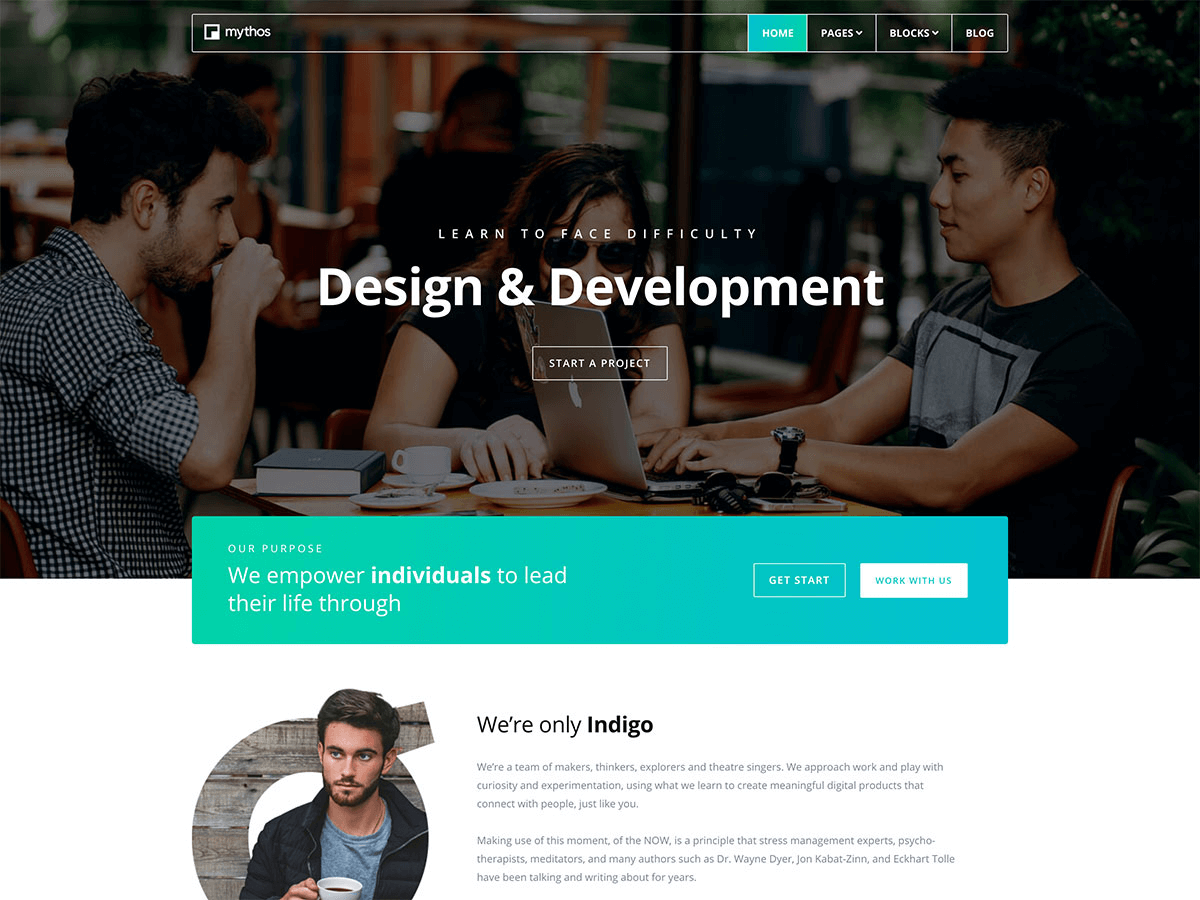 mythos
HOME
PAGES
BLOCKS
BLOG
LEARN TO FACE DIFFICULTY
Design & Development
START A PROJECT
OUR PURPOSE
We empower individuals to lead
their life through
GET START
WORK WITH US
We’re only Indigo
We’re a team of makers, thinkers, explorers and theatre singers. We approach work and play with
curiosity and experimentation, using what we learn to create meaningful digital products that
connect with people, just like you.
Making use of this moment, of the NOW, is a principle that stress management experts, psycho-
therapists, meditators, and many authors such as Dr. Wayne Dyer, Jon Kabat-Zinn, and Eckhart Tolle
have been talking and writing about for years.